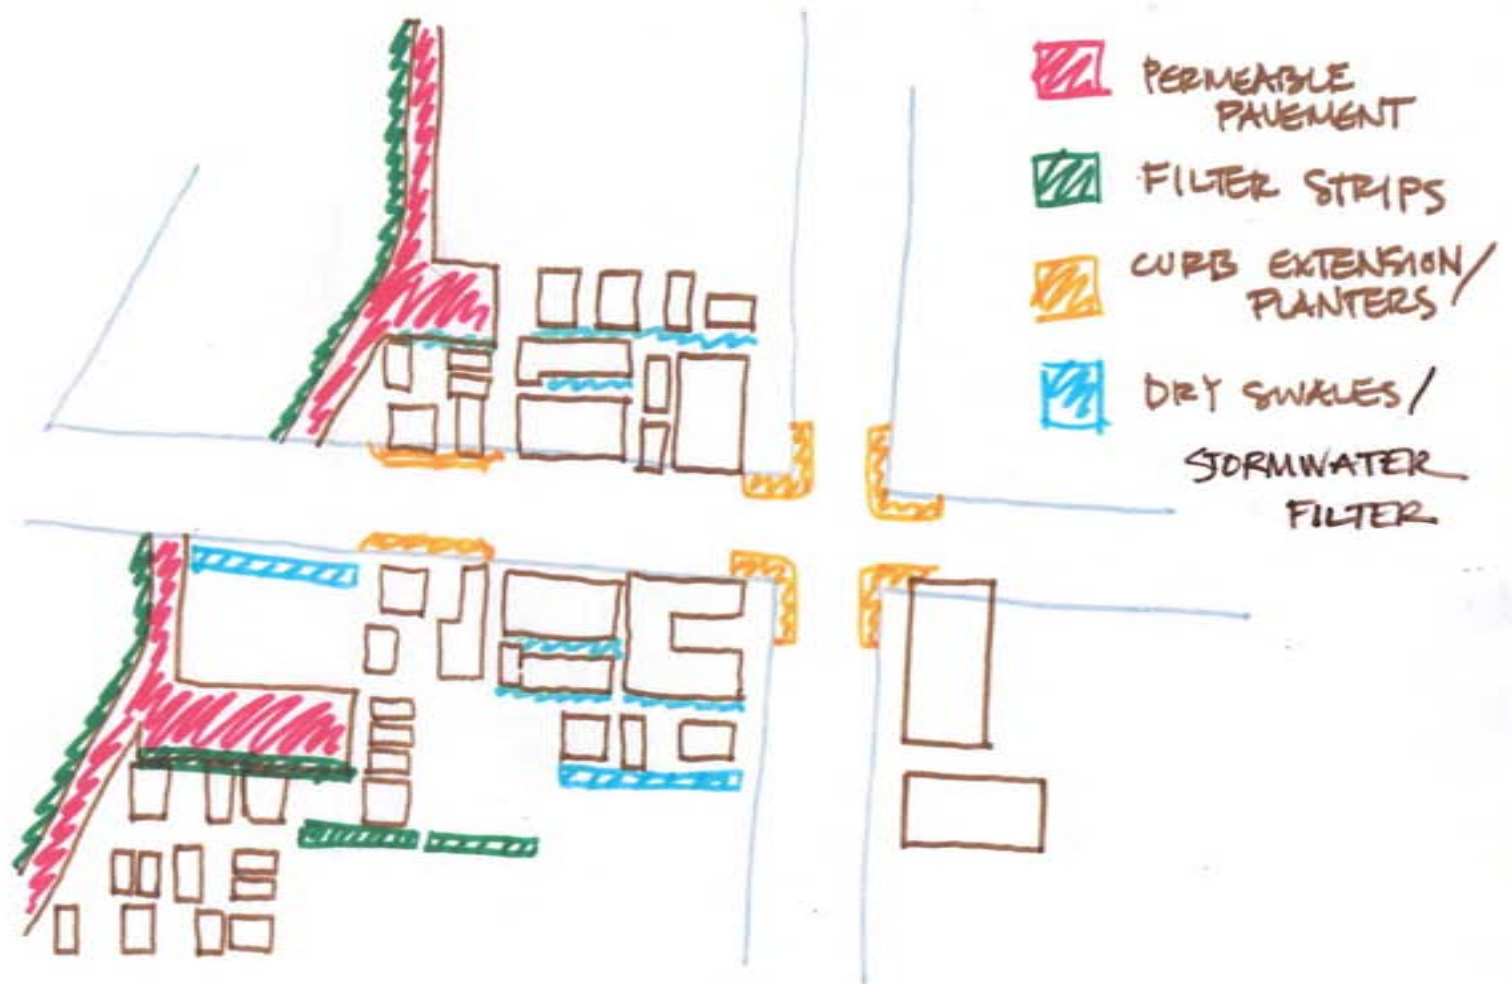 PERMEABLE
PAVEMENT
FILTER STRIPS
CURB EXTENSION/
PLANTERS
DRY SWALES/
STORMWATER
FILTER